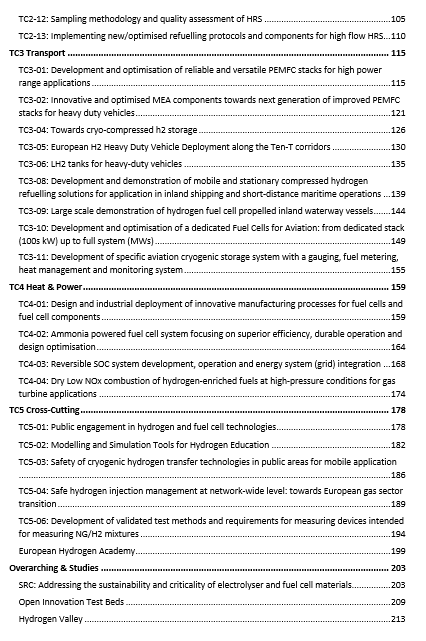 TC2-12: Sampling methodology and quality assessment of HRS ........105
TC2-13: Implementing new/optimised refuelling protocols and components for high flow HRS...110
TC3 Transport ........ 115
TC3-01: Development and optimisation of reliable and versatile PEMFC stacks for high power
range applications ........115
TC3-02: Innovative and optimised MEA components towards next generation of improved PEMFC
stacks for heavy duty vehicles ........121
TC3-04: Towards cryo-compressed h2 storage ........126
TC3-05: European H2 Heavy Duty Vehicle Deployment along the Ten-T corridors ........130
TC3-06: LH2 tanks for heavy-duty vehicles ........135
TC3-08: Development and demonstration of mobile and stationary compressed hydrogen
refuelling solutions for application in inland shipping and short-distance maritime operations ...139
TC3-09: Large scale demonstration of hydrogen fuel cell propelled inland waterway vessels.......144
TC3-10: Development and optimisation of a dedicated Fuel Cells for Aviation: from dedicated stack
(100s kW) up to full system (MWs) ........149
TC3-11: Development of specific aviation cryogenic storage system with a gauging, fuel metering,
heat management and monitoring system ........155
TC4 Heat & Power ........ 159
TC4-01: Design and industrial deployment of innovative manufacturing processes for fuel cells and
fuel cell components ........159
TC4-02: Ammonia powered fuel cell system focusing on superior efficiency, durable operation and
design optimisation ........164
TC4-03: Reversible SOC system development, operation and energy system (grid) integration ...168
TC4-04: Dry Low NOx combustion of hydrogen-enriched fuels at high-pressure conditions for gas
turbine applications ........174
TC5 Cross-Cutting ........ 178
TC5-01: Public engagement in hydrogen and fuel cell technologies ........178
TC5-02: Modelling and Simulation Tools for Hydrogen Education ........182
TC5-03: Safety of cryogenic hydrogen transfer technologies in public areas for mobile application
........186
TC5-04: Safe hydrogen injection management at network-wide level: towards European gas sector
transition ........189
TC5-06: Development of validated test methods and requirements for measuring devices intended
for measuring NG/H2 mixtures ........194
European Hydrogen Academy ........199
Overarching & Studies ........ 203
SRC: Addressing the sustainability and criticality of electrolyser and fuel cell materials ........203
Open Innovation Test Beds ........209
Hydrogen Valley ........213